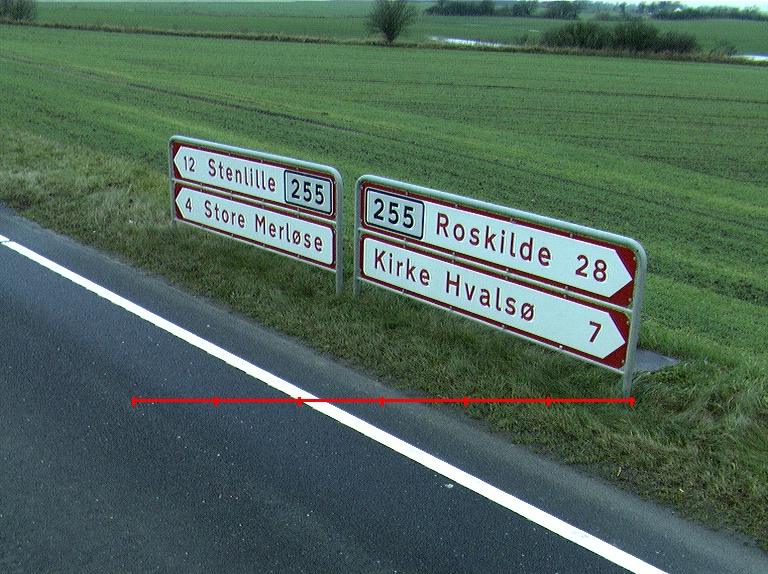 12 Stenlille 255
4 Store Merløse
255 Roskilde 28
Kirke Hvalsø 7